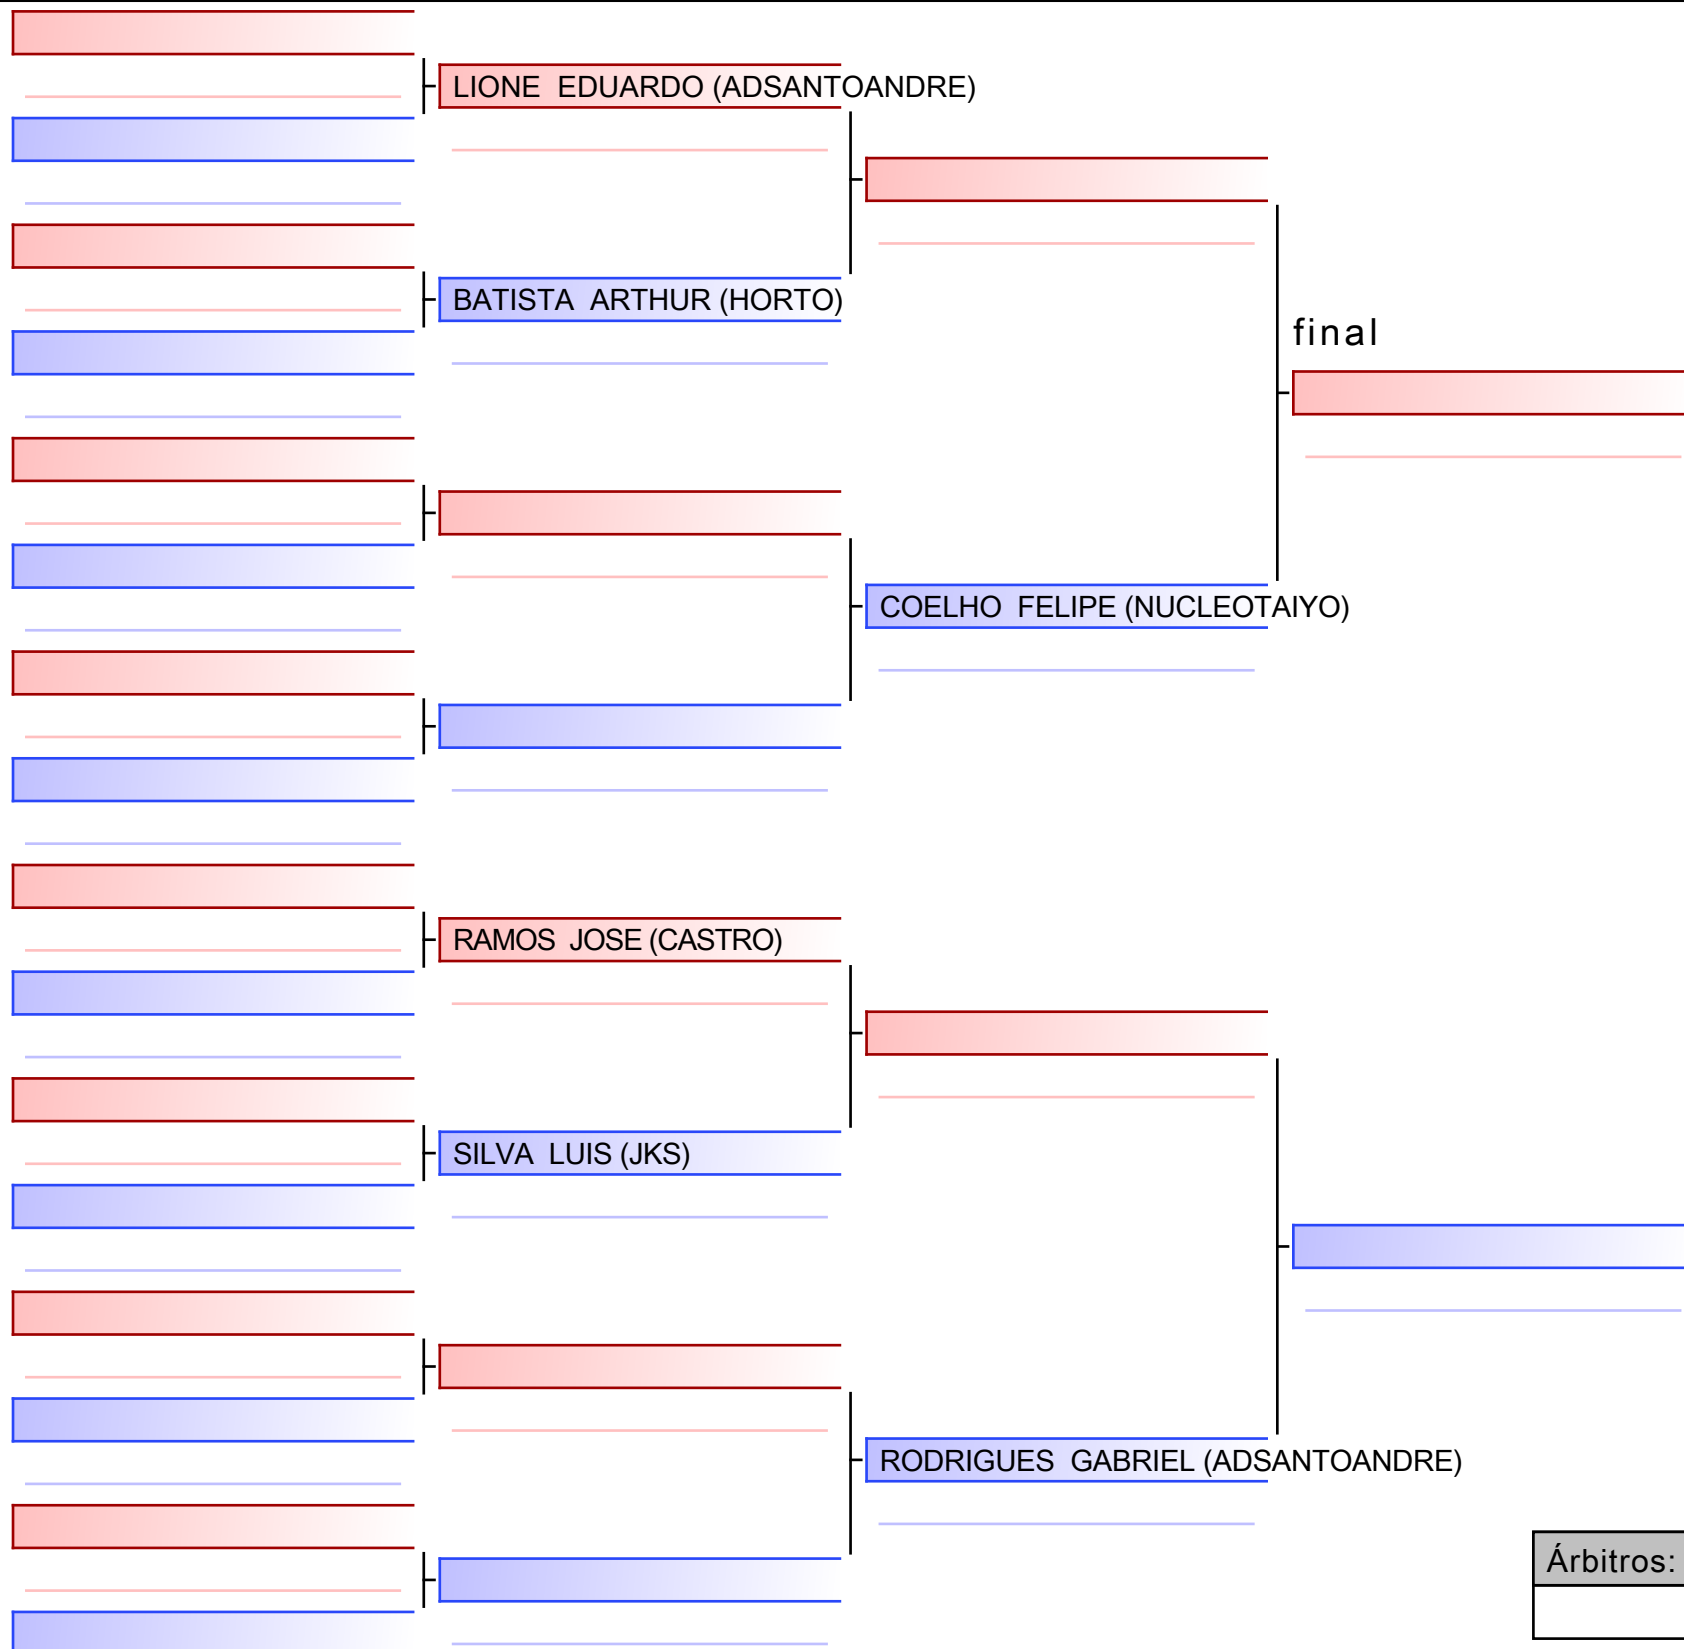 LIONE EDUARDO (ADSANTOANDRE)
BATISTA ARTHUR (HORTO)
final
COELHO FELIPE (NUCLEOTAIYO)
RAMOS JOSE (CASTRO)
SILVA LUIS (JKS)
RODRIGUES GABRIEL (ADSANTOANDRE)
Árbitros: